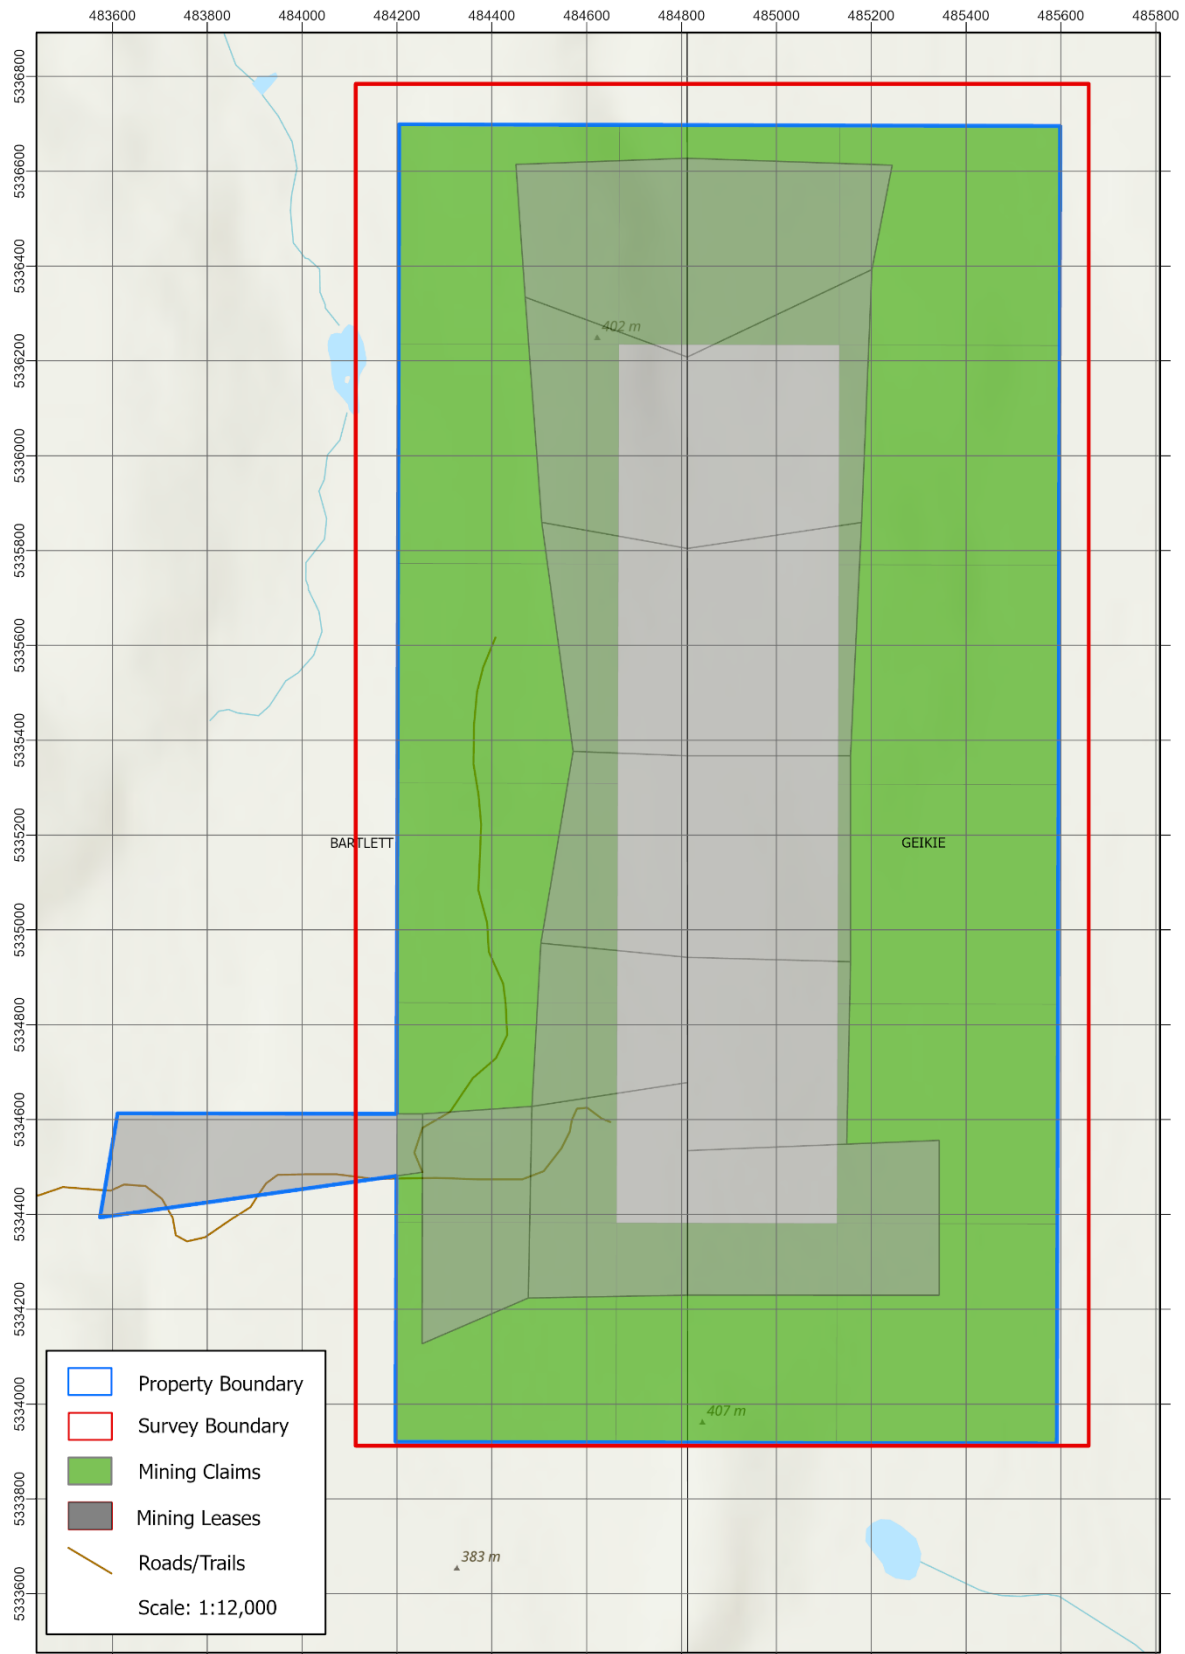 483600 483800 484000 484200 484400 484600 484800 485000 485200 485400 485600 485800
5336800
5336600
5336400
5336200
5336000
5335800
5335600
5335400
5335200
5335000
5334800
5334600
5334400
5334200
5334000
5333800
5333600
402 m
BARTLETT
GEIKIE
407 m
383 m
Property Boundary
Survey Boundary
Mining Claims
Mining Leases
Roads/Trails
Scale: 1:12,000